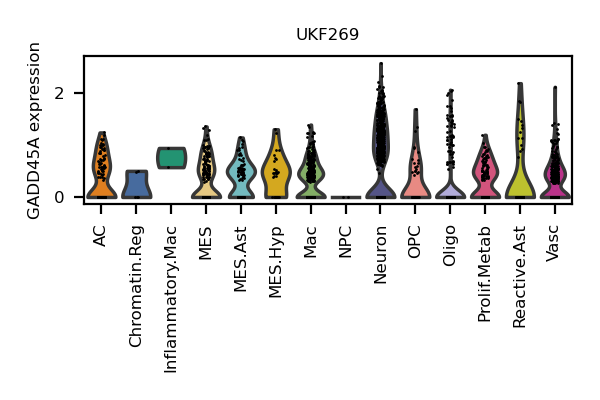 UKF269
GADD45A expression
2
0
AC
Chromatin.Reg
Inflammatory.Mac
MES
MES.Ast
MES.Hyp
Mac
NPC
Neuron
OPC
Oligo
Prolif.Metab
Reactive.Ast
Vasc